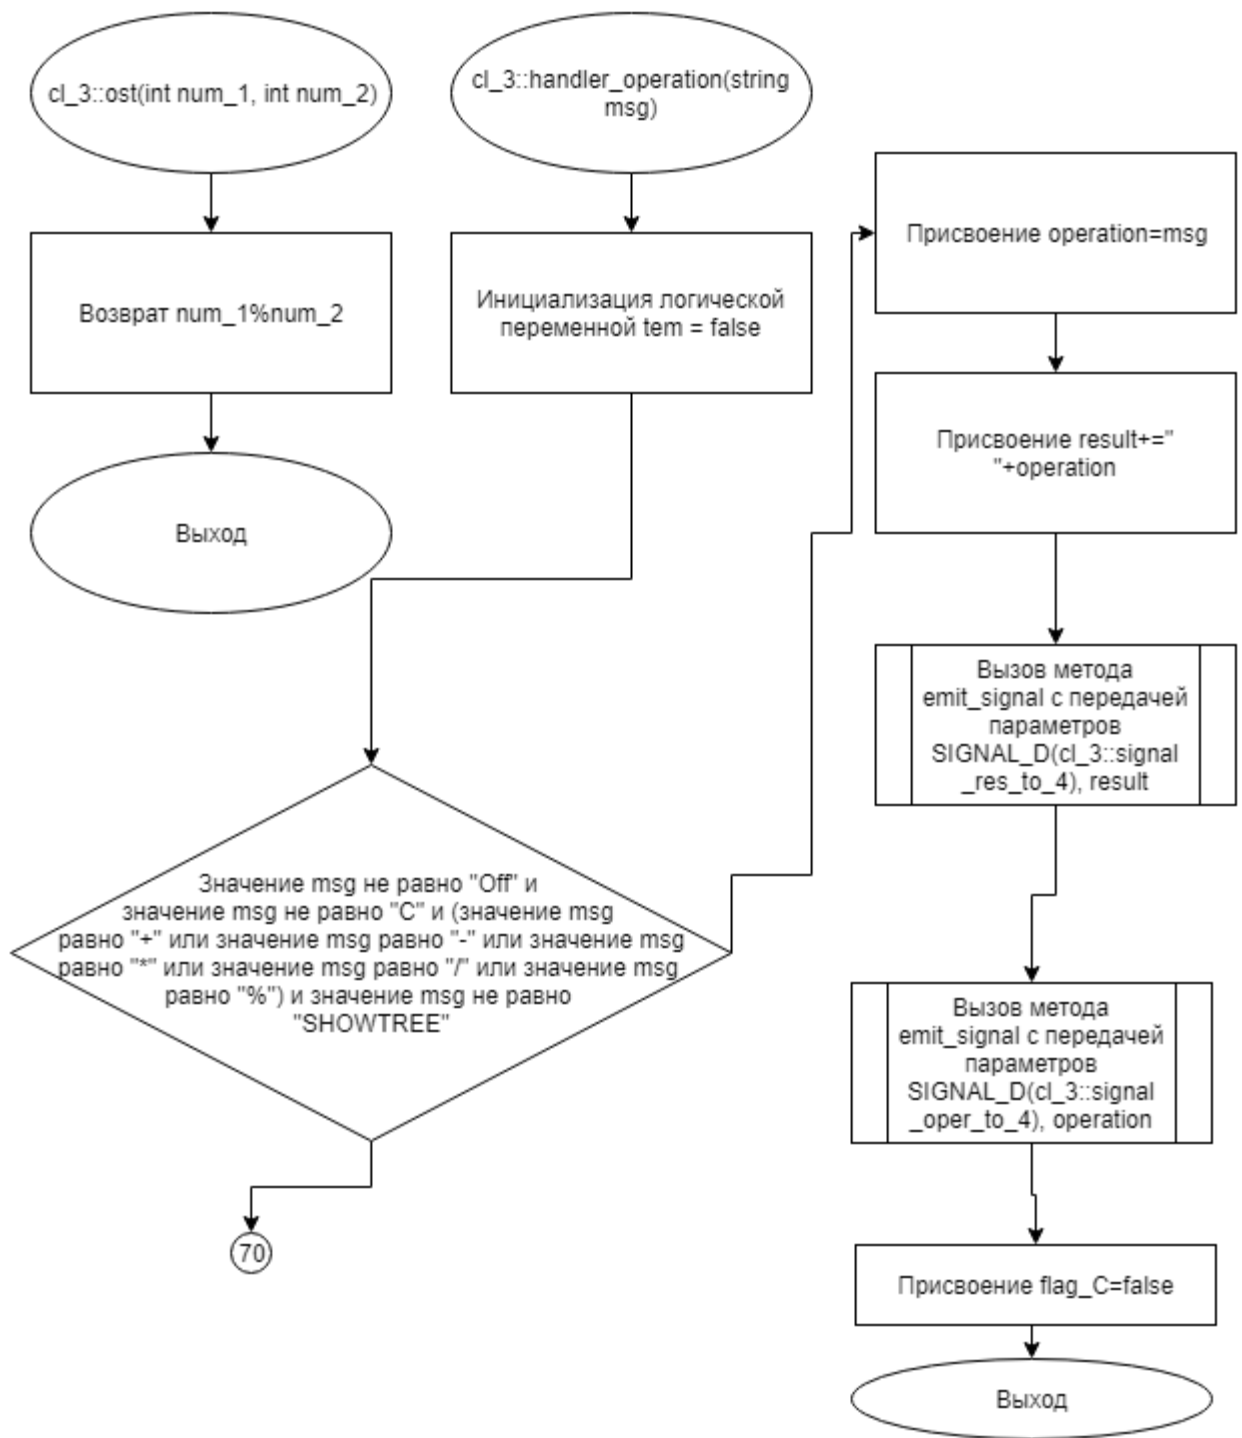 cl_3::ost(int num_1, int num_2)
Возврат num_1%num_2
Выход
cl_3::handler_operation(string
msg)
Инициализация логической
переменной tem = false
Значение msg не равно "Off" и
значение msg не равно "C" и (значение msg
равно "+" или значение msg равно "-" или значение msg
равно "*" или значение msg равно "/" или значение msg
равно "%") и значение msg не равно
"SHOWTREE"
70
Присвоение operation=msg
Присвоение result+="
"+operation
Вызов метода
emit_signal с передачей
параметров
SIGNAL_D(cl_3::signal
_res_to_4), result
Вызов метода
emit_signal с передачей
параметров
SIGNAL_D(cl_3::signal
_oper_to_4), operation
Присвоение flag_C=false
Выход